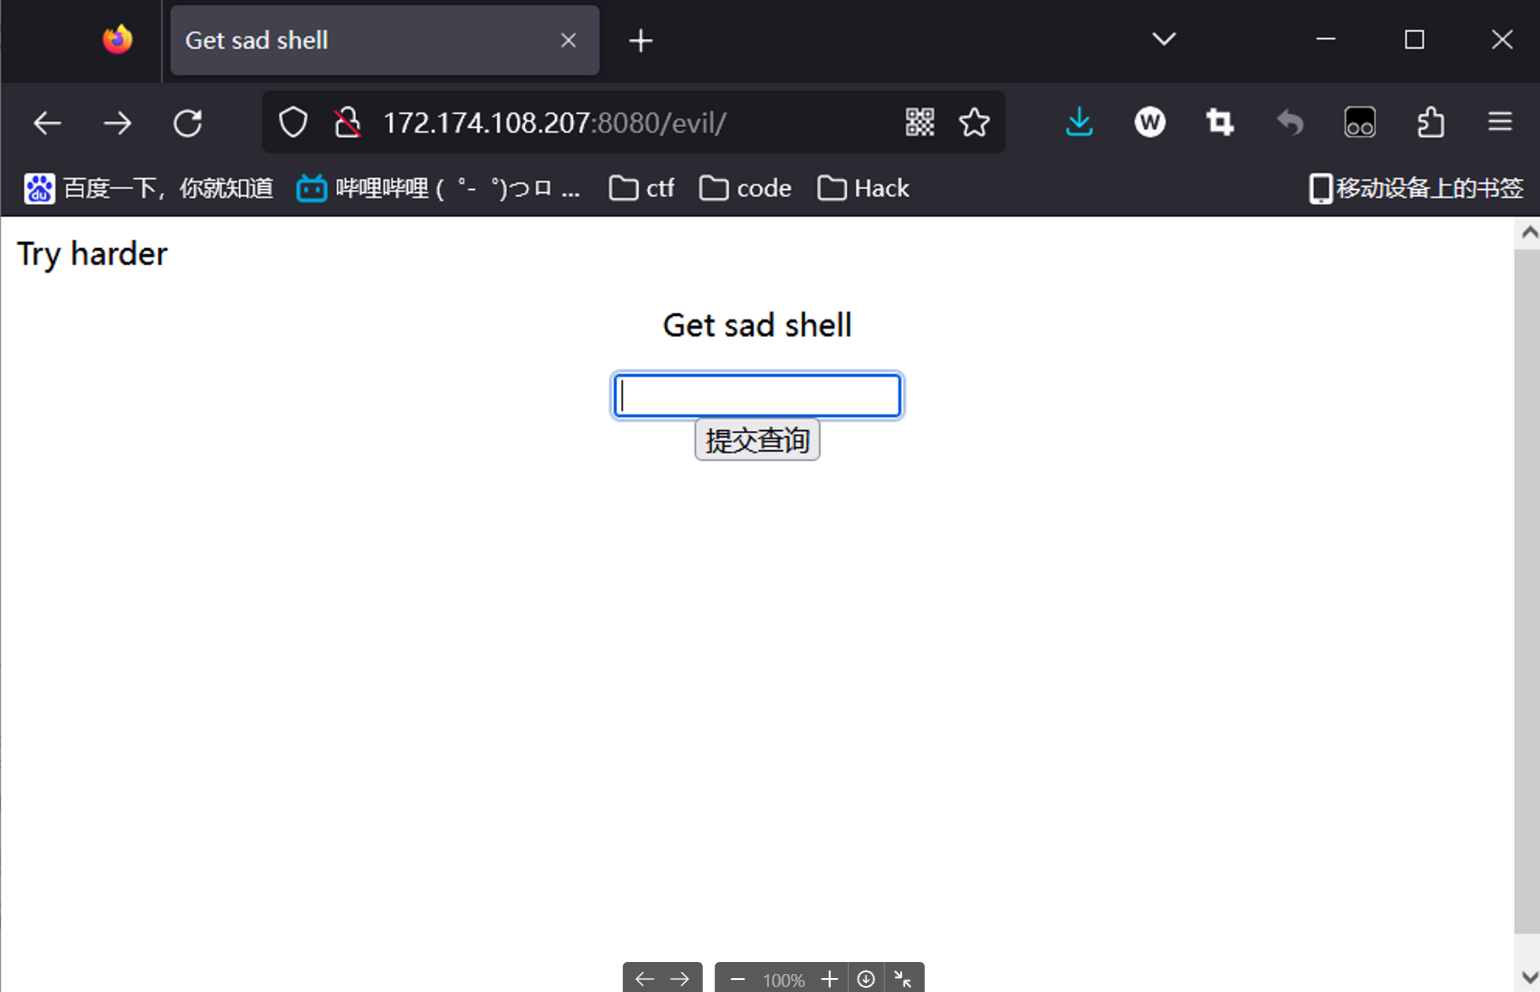 Get sad shell
172.174.108.207:8080/evil/
W
du 百度一下，你就知道 哔哩哔哩 (゜-゜)つロ ... ctf code Hack 移动设备上的书签
Try harder
Get sad shell
提交查询
100%